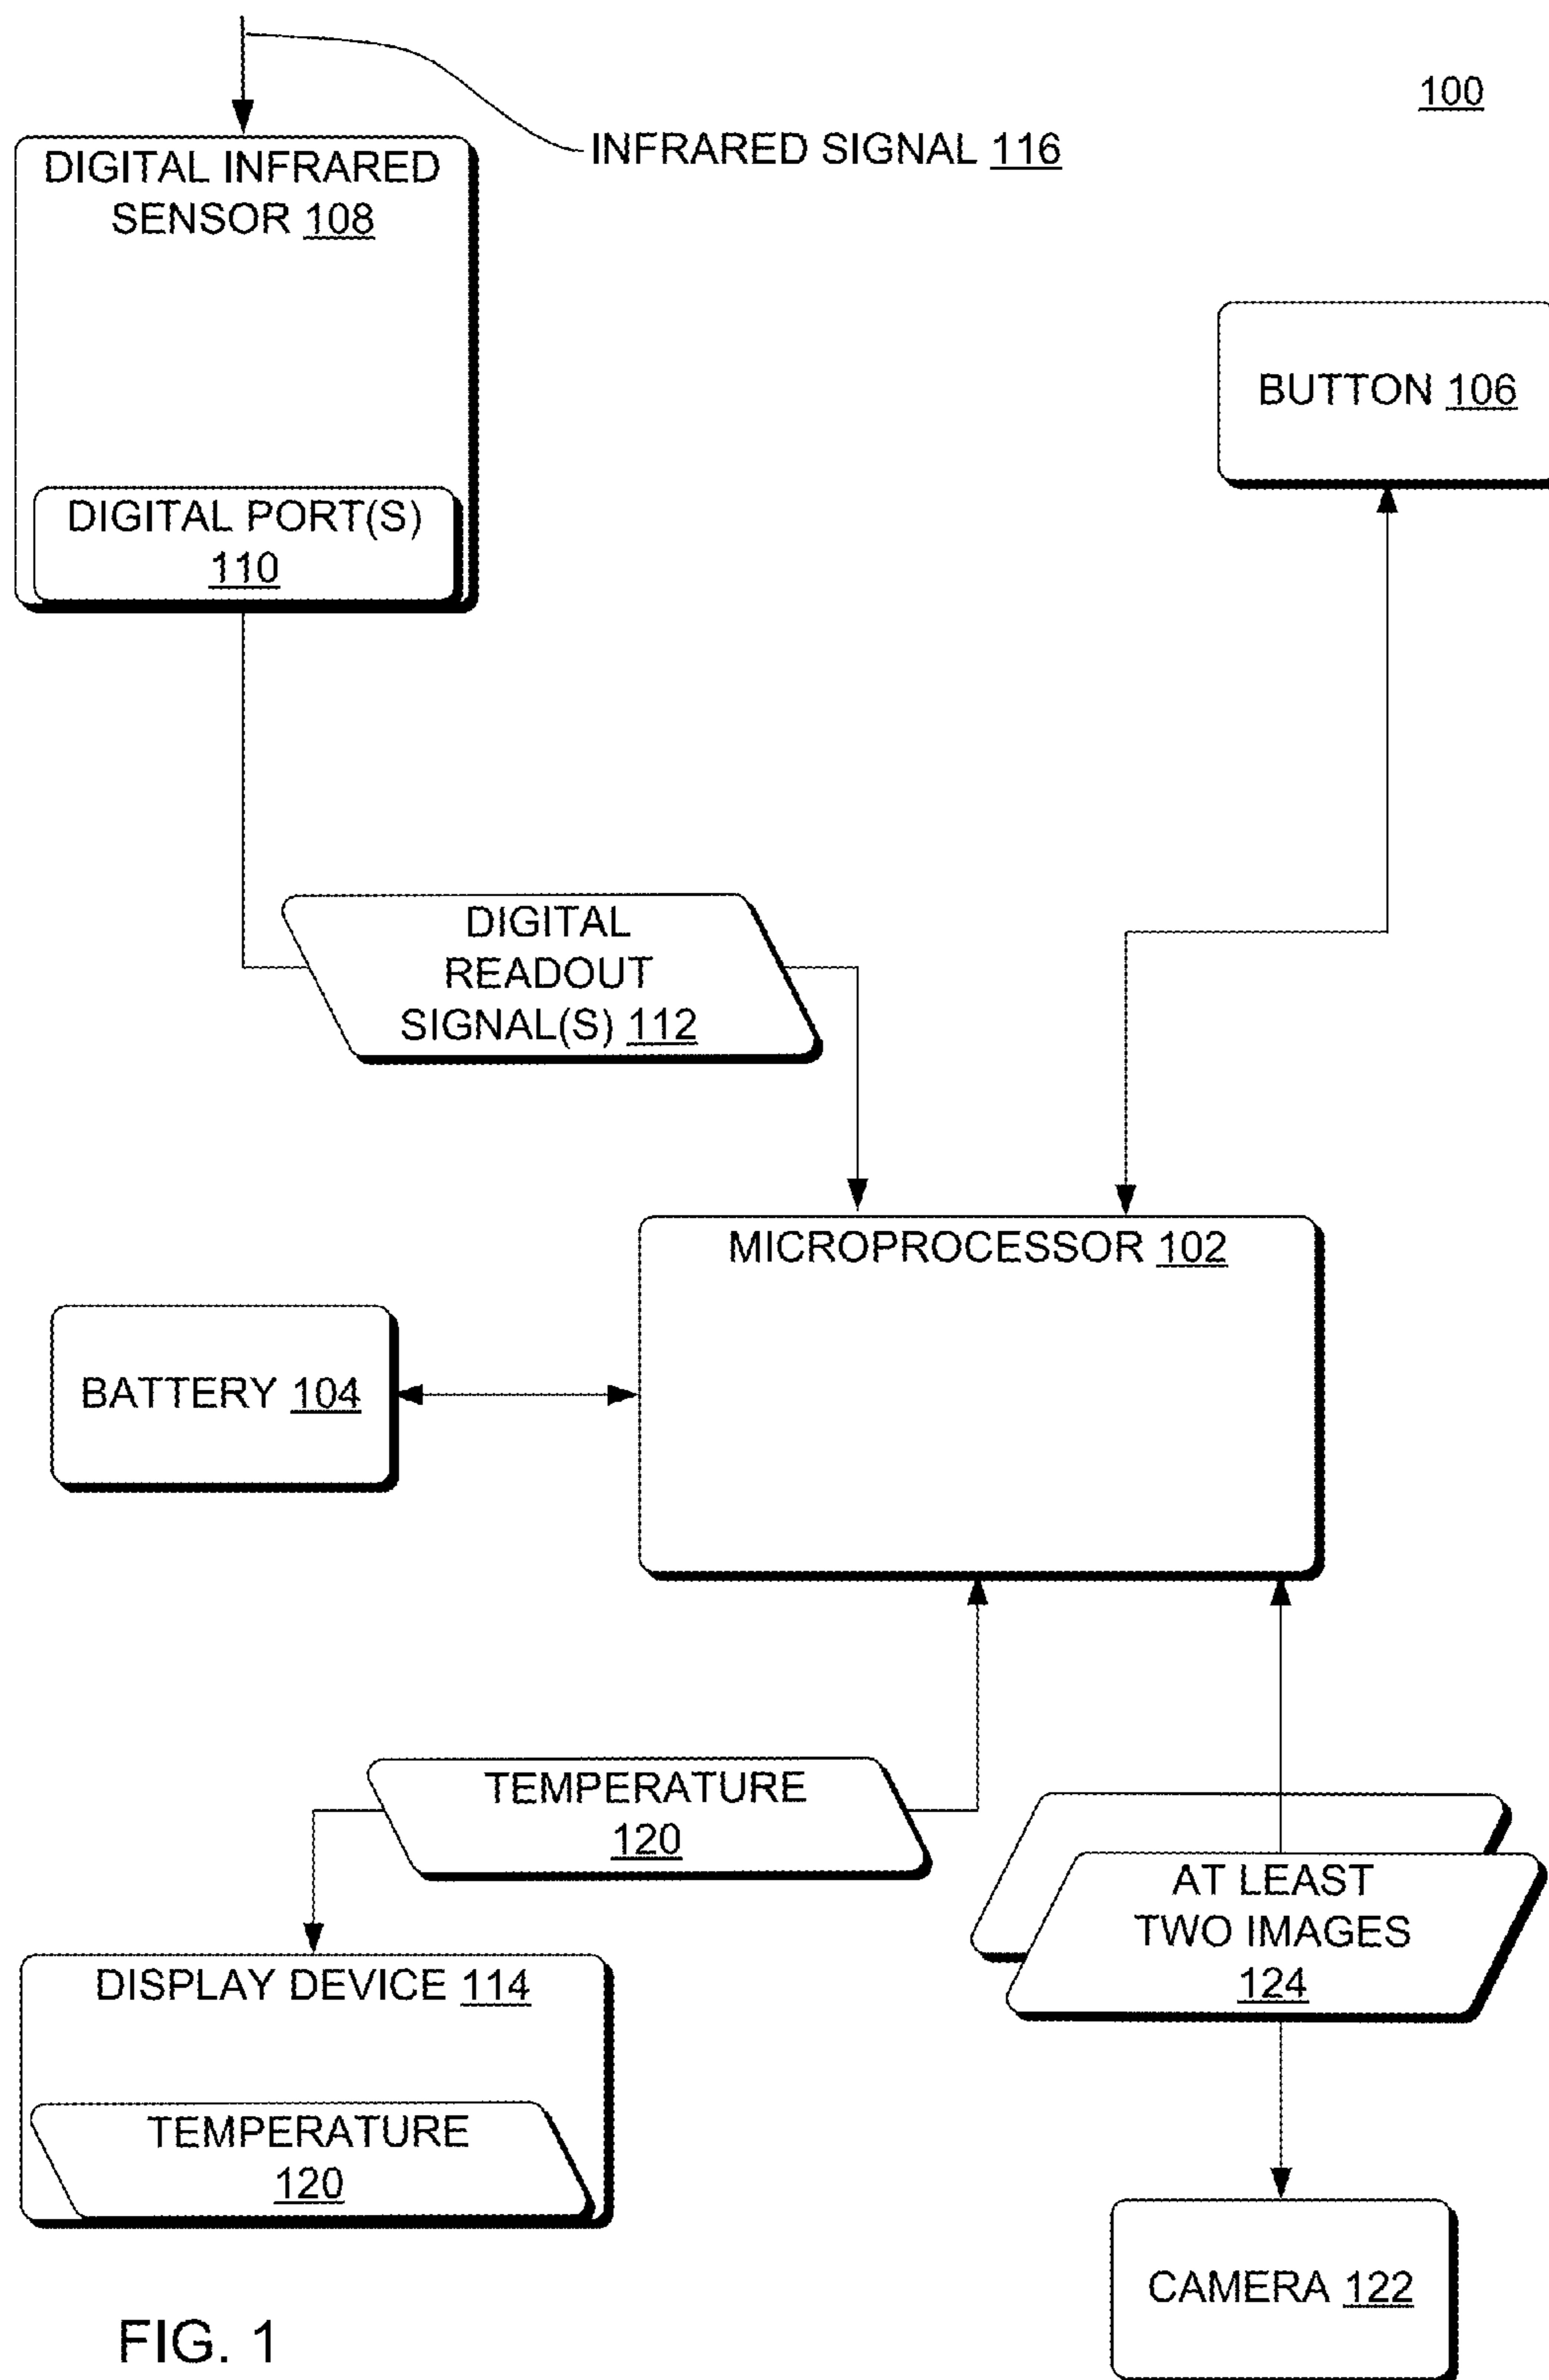 100
INFRARED SIGNAL 116
DIGITAL INFRARED
SENSOR 108
DIGITAL PORT(S)
110
BUTTON 106
DIGITAL
READOUT
SIGNAL(S) 112
MICROPROCESSOR 102
BATTERY 104
TEMPERATURE
120
AT LEAST
TWO IMAGES
124
DISPLAY DEVICE 114
TEMPERATURE
120
CAMERA 122
FIG. 1